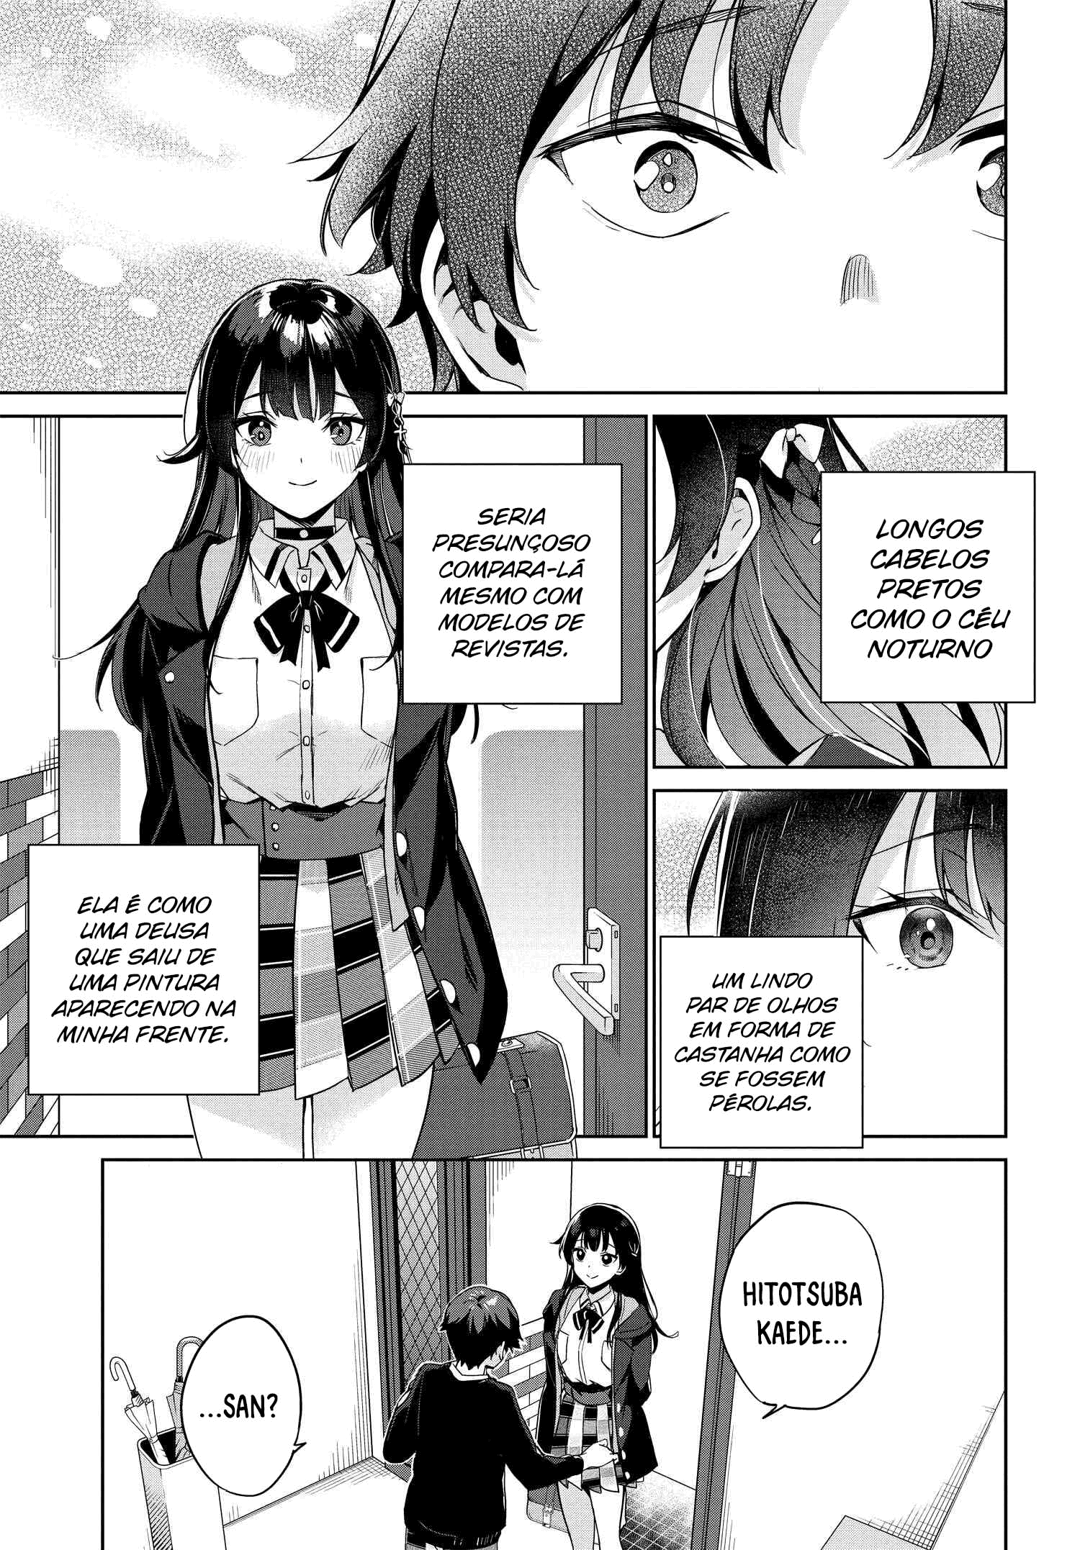 LONGOS
CABELOS
PRETOS
COMO O CÉU
NOTURNO
UM LINDO
PAR DE OLHOS
EM FORMA DE
CASTANHA COMO
SE FOSSEM
PÉROLAS.
SERIA
PRESUNÇOSO
COMPARA-LÁ
MESMO COM
MODELOS DE
REVISTAS.
ELA É COMO
UMA DEUSA
QUE SAIU DE
UMA PINTURA
APARECENDO NA
MINHA FRENTE.
HITOTSUBA
KAEDE...
...SAN?